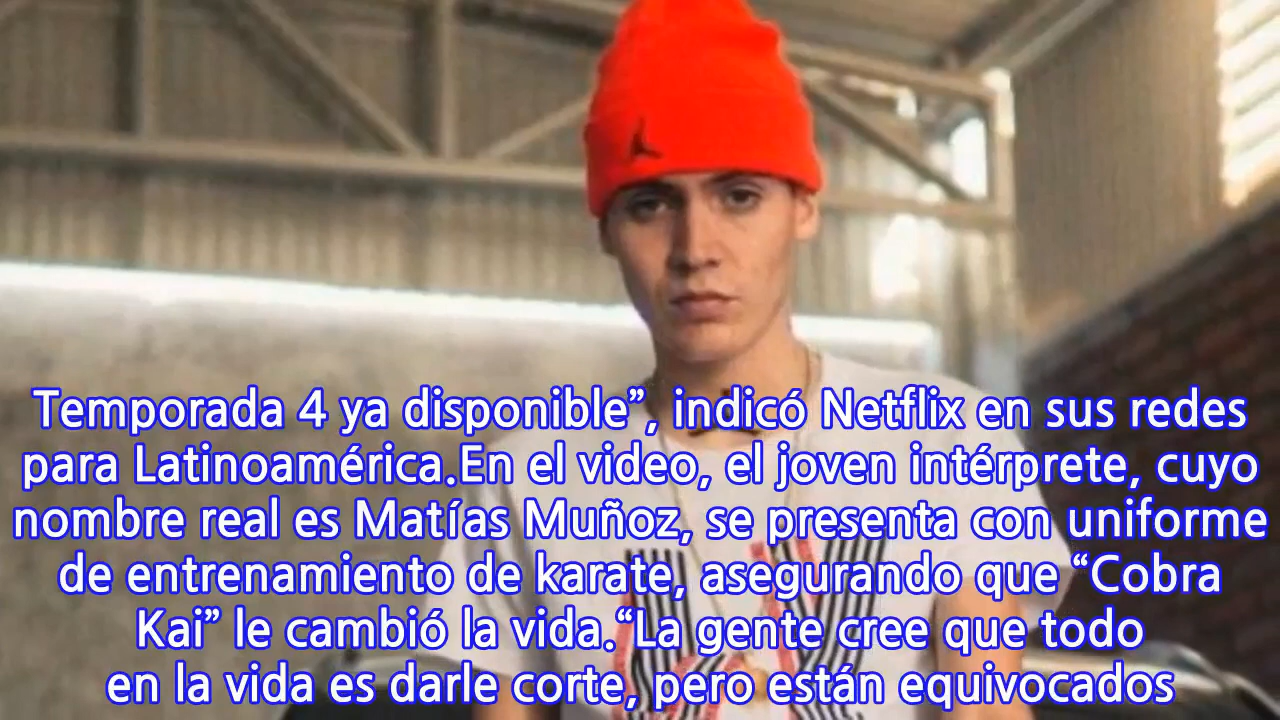 Temporada 4 ya disponible”, indicó Netflix en sus redes
para Latinoamérica.En el video, el joven intérprete, cuyo
nombre real es Matías Muñoz, se presenta con uniforme
de entrenamiento de karate, asegurando que “Cobra
Kai” le cambió la vida.“La gente cree que todo
en la vida es darle corte, pero están equivocados